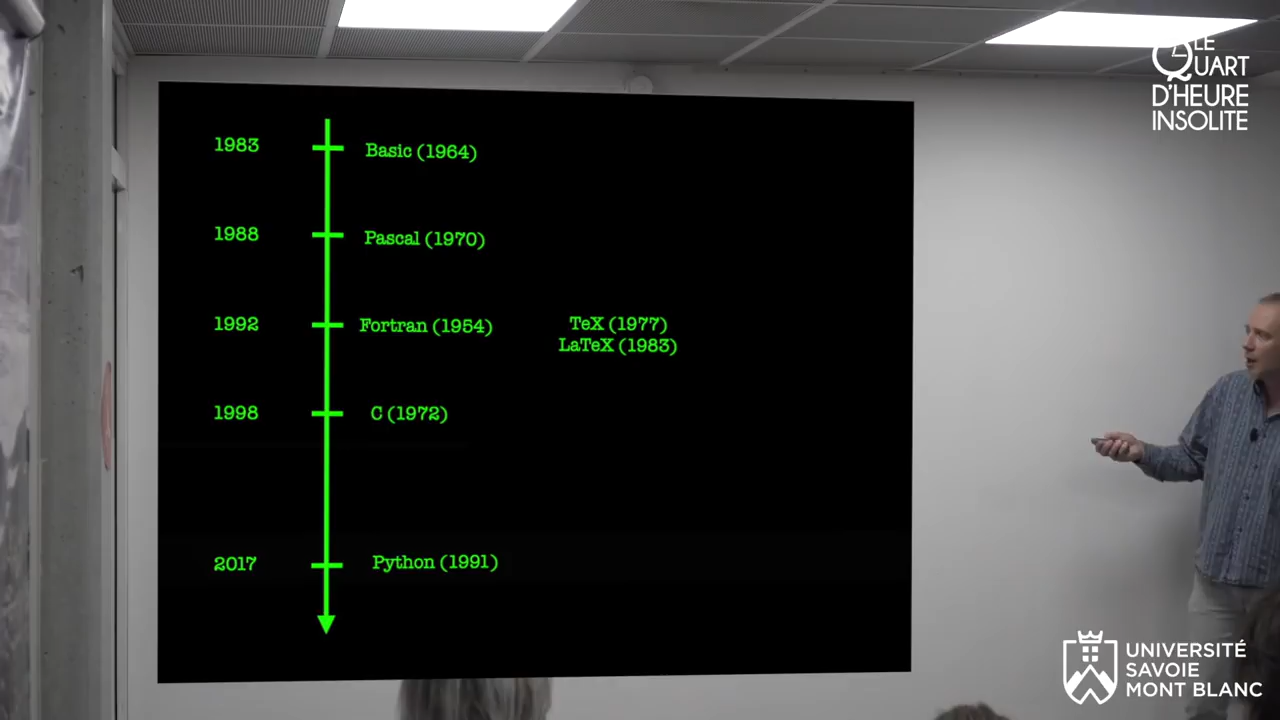 1983
Basic (1964)
1988
Pascal (1970)
1992
Fortran (1954)
TeX (1977)
LaTeX (1983)
1998
C (1972)
2017
Python (1991)
LE
QUART
D'HEURE
INSOLITE
UNIVERSITÉ
SAVOIE
MONT BLANC